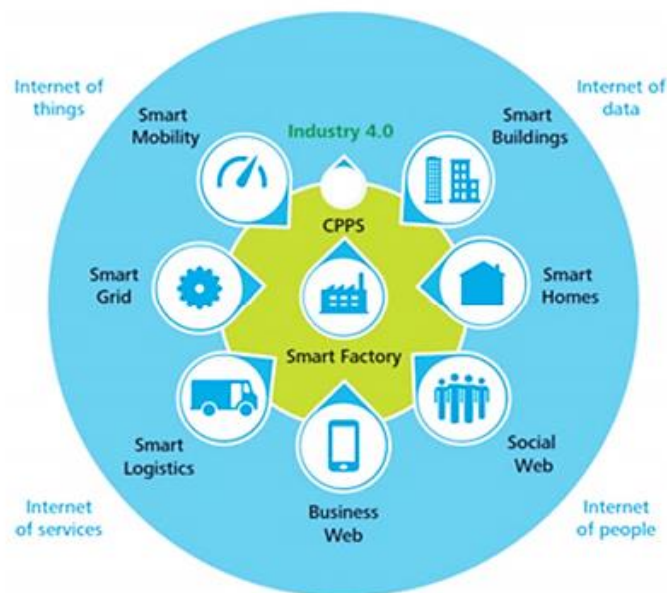 Internet of
things
Internet of
data
Smart
Mobility
Industry 4.0
Smart
Buildings
CPPS
Smart
Grid
Smart
Homes
Smart Factory
Smart
Logistics
Social
Web
Business
Web
Internet
of services
Internet
of people